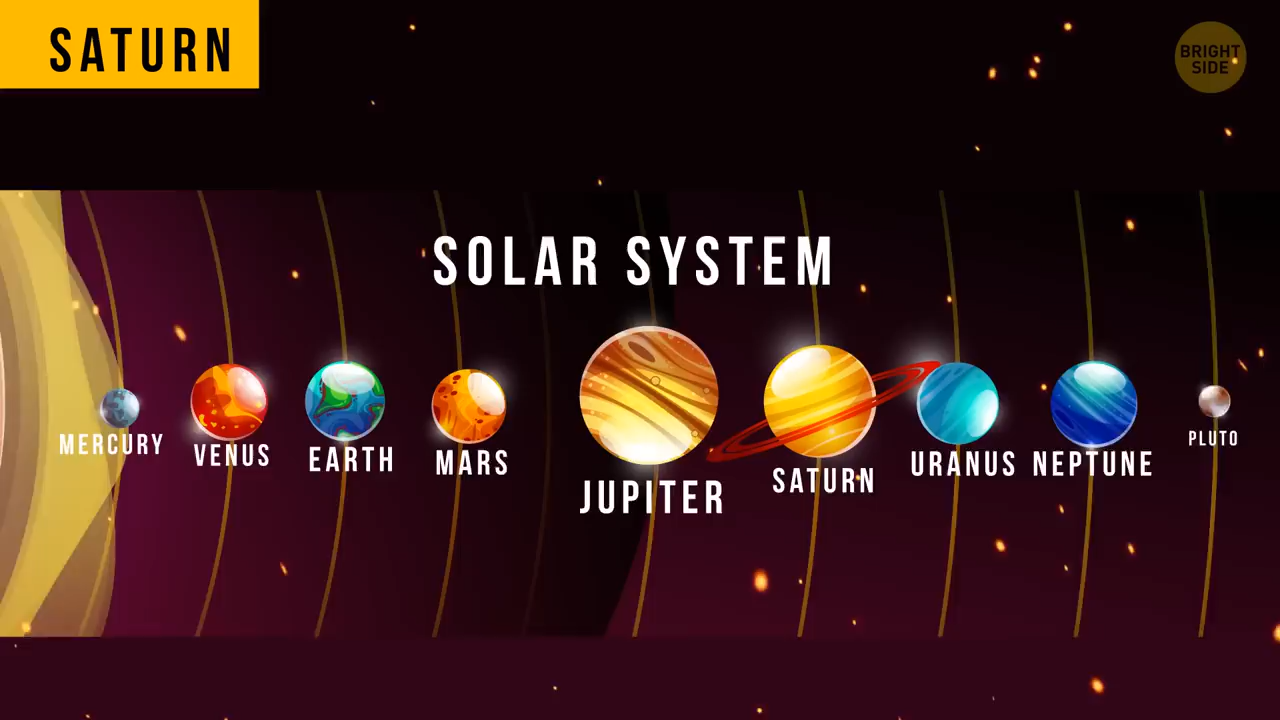 SATURN
BRIGHT
SIDE
SOLAR SYSTEM
MERCURY
VENUS
EARTH
MARS
JUPITER
SATURN
URANUS
NEPTUNE
PLUTO